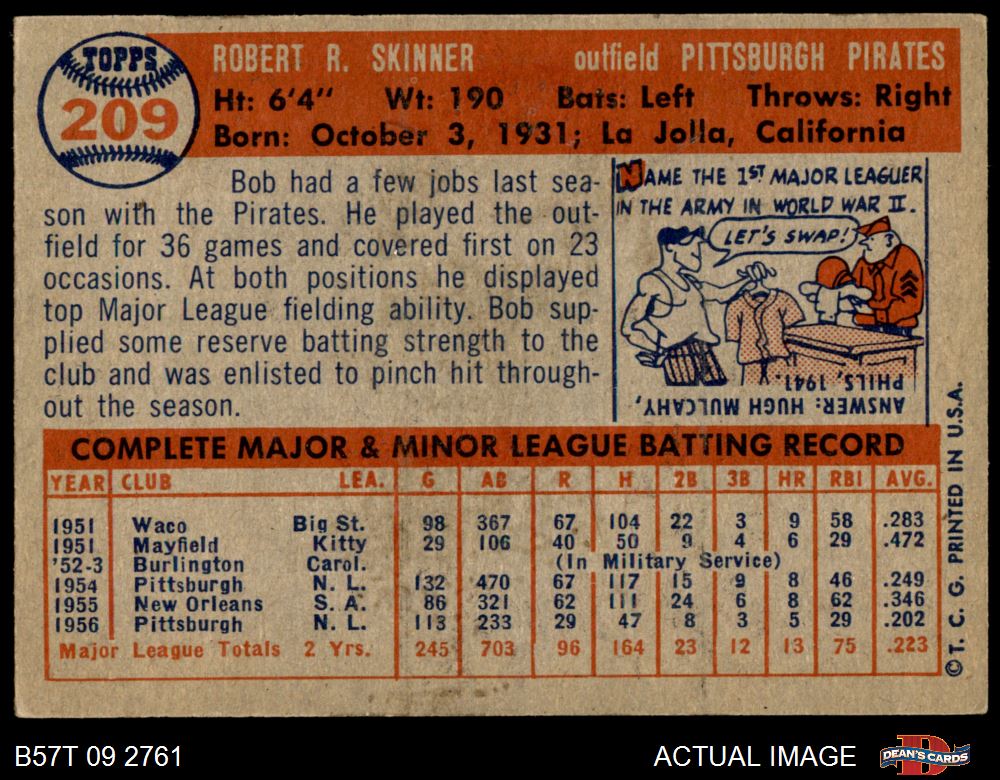 TOPPS
209
ROBERT R. SKINNER outfield PITTSBURGH PIRATES
Ht: 6'4" Wt: 190 Bats: Left Throws: Right
Born: October 3, 1931; La Jolla, California
Bob had a few jobs last sea-
son with the Pirates. He played the out-
field for 36 games and covered first on 23
occasions. At both positions he displayed
top Major League fielding ability. Bob sup-
plied some reserve batting strength to the
club and was enlisted to pinch hit through-
out the season.
NAME THE 1ST MAJOR LEAGUER
IN THE ARMY IN WORLD WAR II.
LET'S SWAP!
ANSWER: HUGH MULCAHY,
PHILS, 1941.
COMPLETE MAJOR & MINOR LEAGUE BATTING RECORD
YEAR CLUB LEA. G AB R H 2B 3B HR RBI AVG.
1951 Waco Big St. 98 367 67 104 22 3 9 58 .283
1951 Mayfield Kitty 29 106 40 50 9 4 6 29 .472
'52-3 Burlington Carol. (In Military Service)
1954 Pittsburgh N. L. 132 470 67 117 15 9 8 46 .249
1955 New Orleans S. A. 86 321 62 111 24 6 8 62 .346
1956 Pittsburgh N. L. 113 233 29 47 8 3 5 29 .202
Major League Totals 2 Yrs. 245 703 96 164 23 12 13 75 .223
© T. C. G. PRINTED IN U.S.A.
B57T 09 2761 ACTUAL IMAGE DEAN'S CARDS